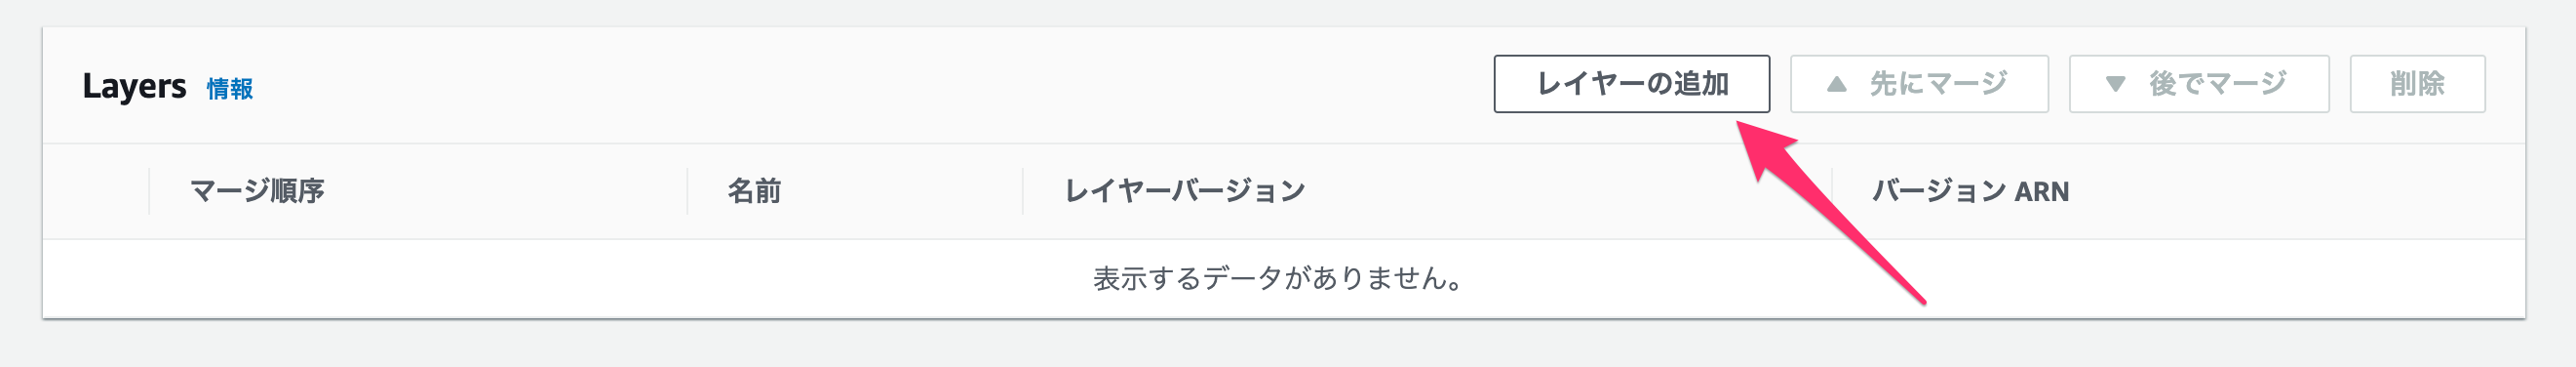 Layers 情報 レイヤーの追加 ▲ 先にマージ ▼ 後でマージ 削除
マージ順序 名前 レイヤーバージョン バージョン ARN
表示するデータがありません。